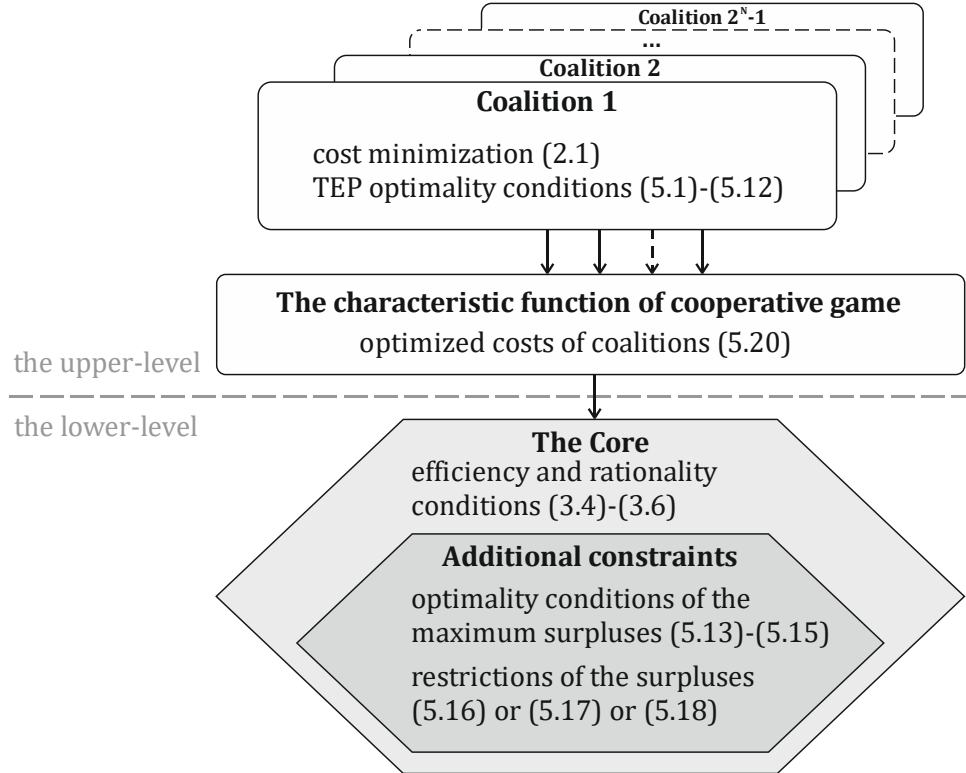 Coalition 2ᴺ-1
...
Coalition 2
Coalition 1
cost minimization (2.1)
TEP optimality conditions (5.1)-(5.12)
The characteristic function of cooperative game
optimized costs of coalitions (5.20)
the upper-level
the lower-level
The Core
efficiency and rationality
conditions (3.4)-(3.6)
Additional constraints
optimality conditions of the
maximum surpluses (5.13)-(5.15)
restrictions of the surpluses
(5.16) or (5.17) or (5.18)